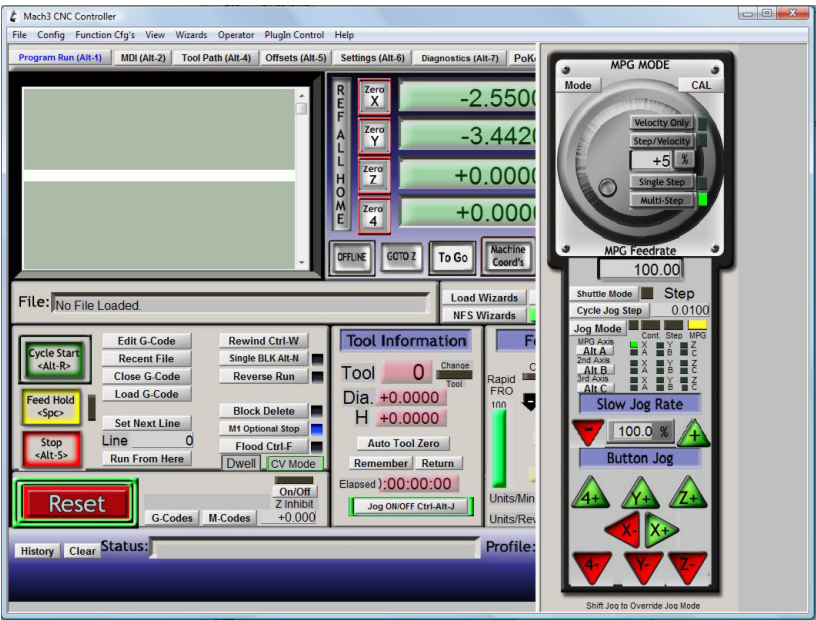 Mach3 CNC Controller
File Config Function Cfg's View Wizards Operator PlugIn Control Help
Program Run (Alt-1) MDI (Alt-2) Tool Path (Alt-4) Offsets (Alt-5) Settings (Alt-6) Diagnostics (Alt-7) PoK
REF ALL HOME
Zero X -2.5500
Zero Y -3.4420
Zero Z +0.0000
Zero 4 +0.0000
OFFLINE GOTO Z To Go Machine Coord's
File: No File Loaded.
Load Wizards
NFS Wizards
Cycle Start <Alt-R>
Feed Hold <Spc>
Stop <Alt-S>
Edit G-Code
Recent File
Close G-Code
Load G-Code
Set Next Line
Line 0
Run From Here
Rewind Ctrl-W
Single BLK Alt-N
Reverse Run
Block Delete
M1 Optional Stop
Flood Ctrl-F
Dwell CV Mode
Tool Information
Tool 0 Change Tool
Dia. +0.0000
H +0.0000
Auto Tool Zero
Remember Return
Elapsed ):00:00:00
Jog ON/OFF Ctrl-Alt-J
Rapid
FRO
100
Units/Min
Units/Rev
Reset
G-Codes M-Codes
On/Off
Z Inhibit
+0.000
History Clear Status:
Profile:
MPG MODE
Mode CAL
Velocity Only
Step/Velocity
+5 %
Single Step
Multi-Step
MPG Feedrate
100.00
Shuttle Mode Step
Cycle Jog Step 0.0100
Jog Mode Cont. Step MPG
MPG Axis X Y Z
Alt A A B C
2nd Axis X Y Z
Alt B A B C
3rd Axis X Y Z
Alt C A B C
Slow Jog Rate
- 100.0 % +
Button Jog
4+ Y+ Z+
X- X+
4- Y- Z-
Shift Jog to Override Jog Mode